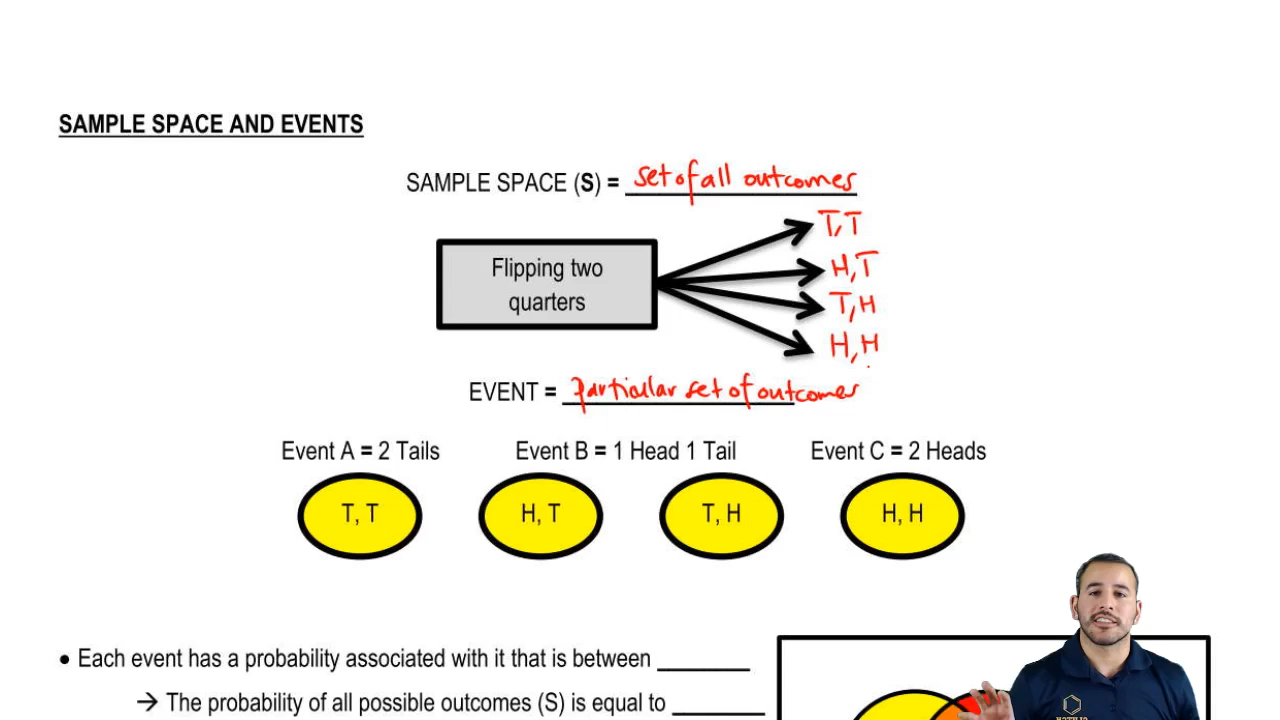 SAMPLE SPACE AND EVENTS
SAMPLE SPACE (S) = set of all outcomes
T, T
Flipping two
quarters
H, T
T, H
H, H
EVENT = particular set of outcomes
Event A = 2 Tails
Event B = 1 Head 1 Tail
Event C = 2 Heads
T, T
H, T
T, H
H, H
• Each event has a probability associated with it that is between ________
→ The probability of all possible outcomes (S) is equal to ________